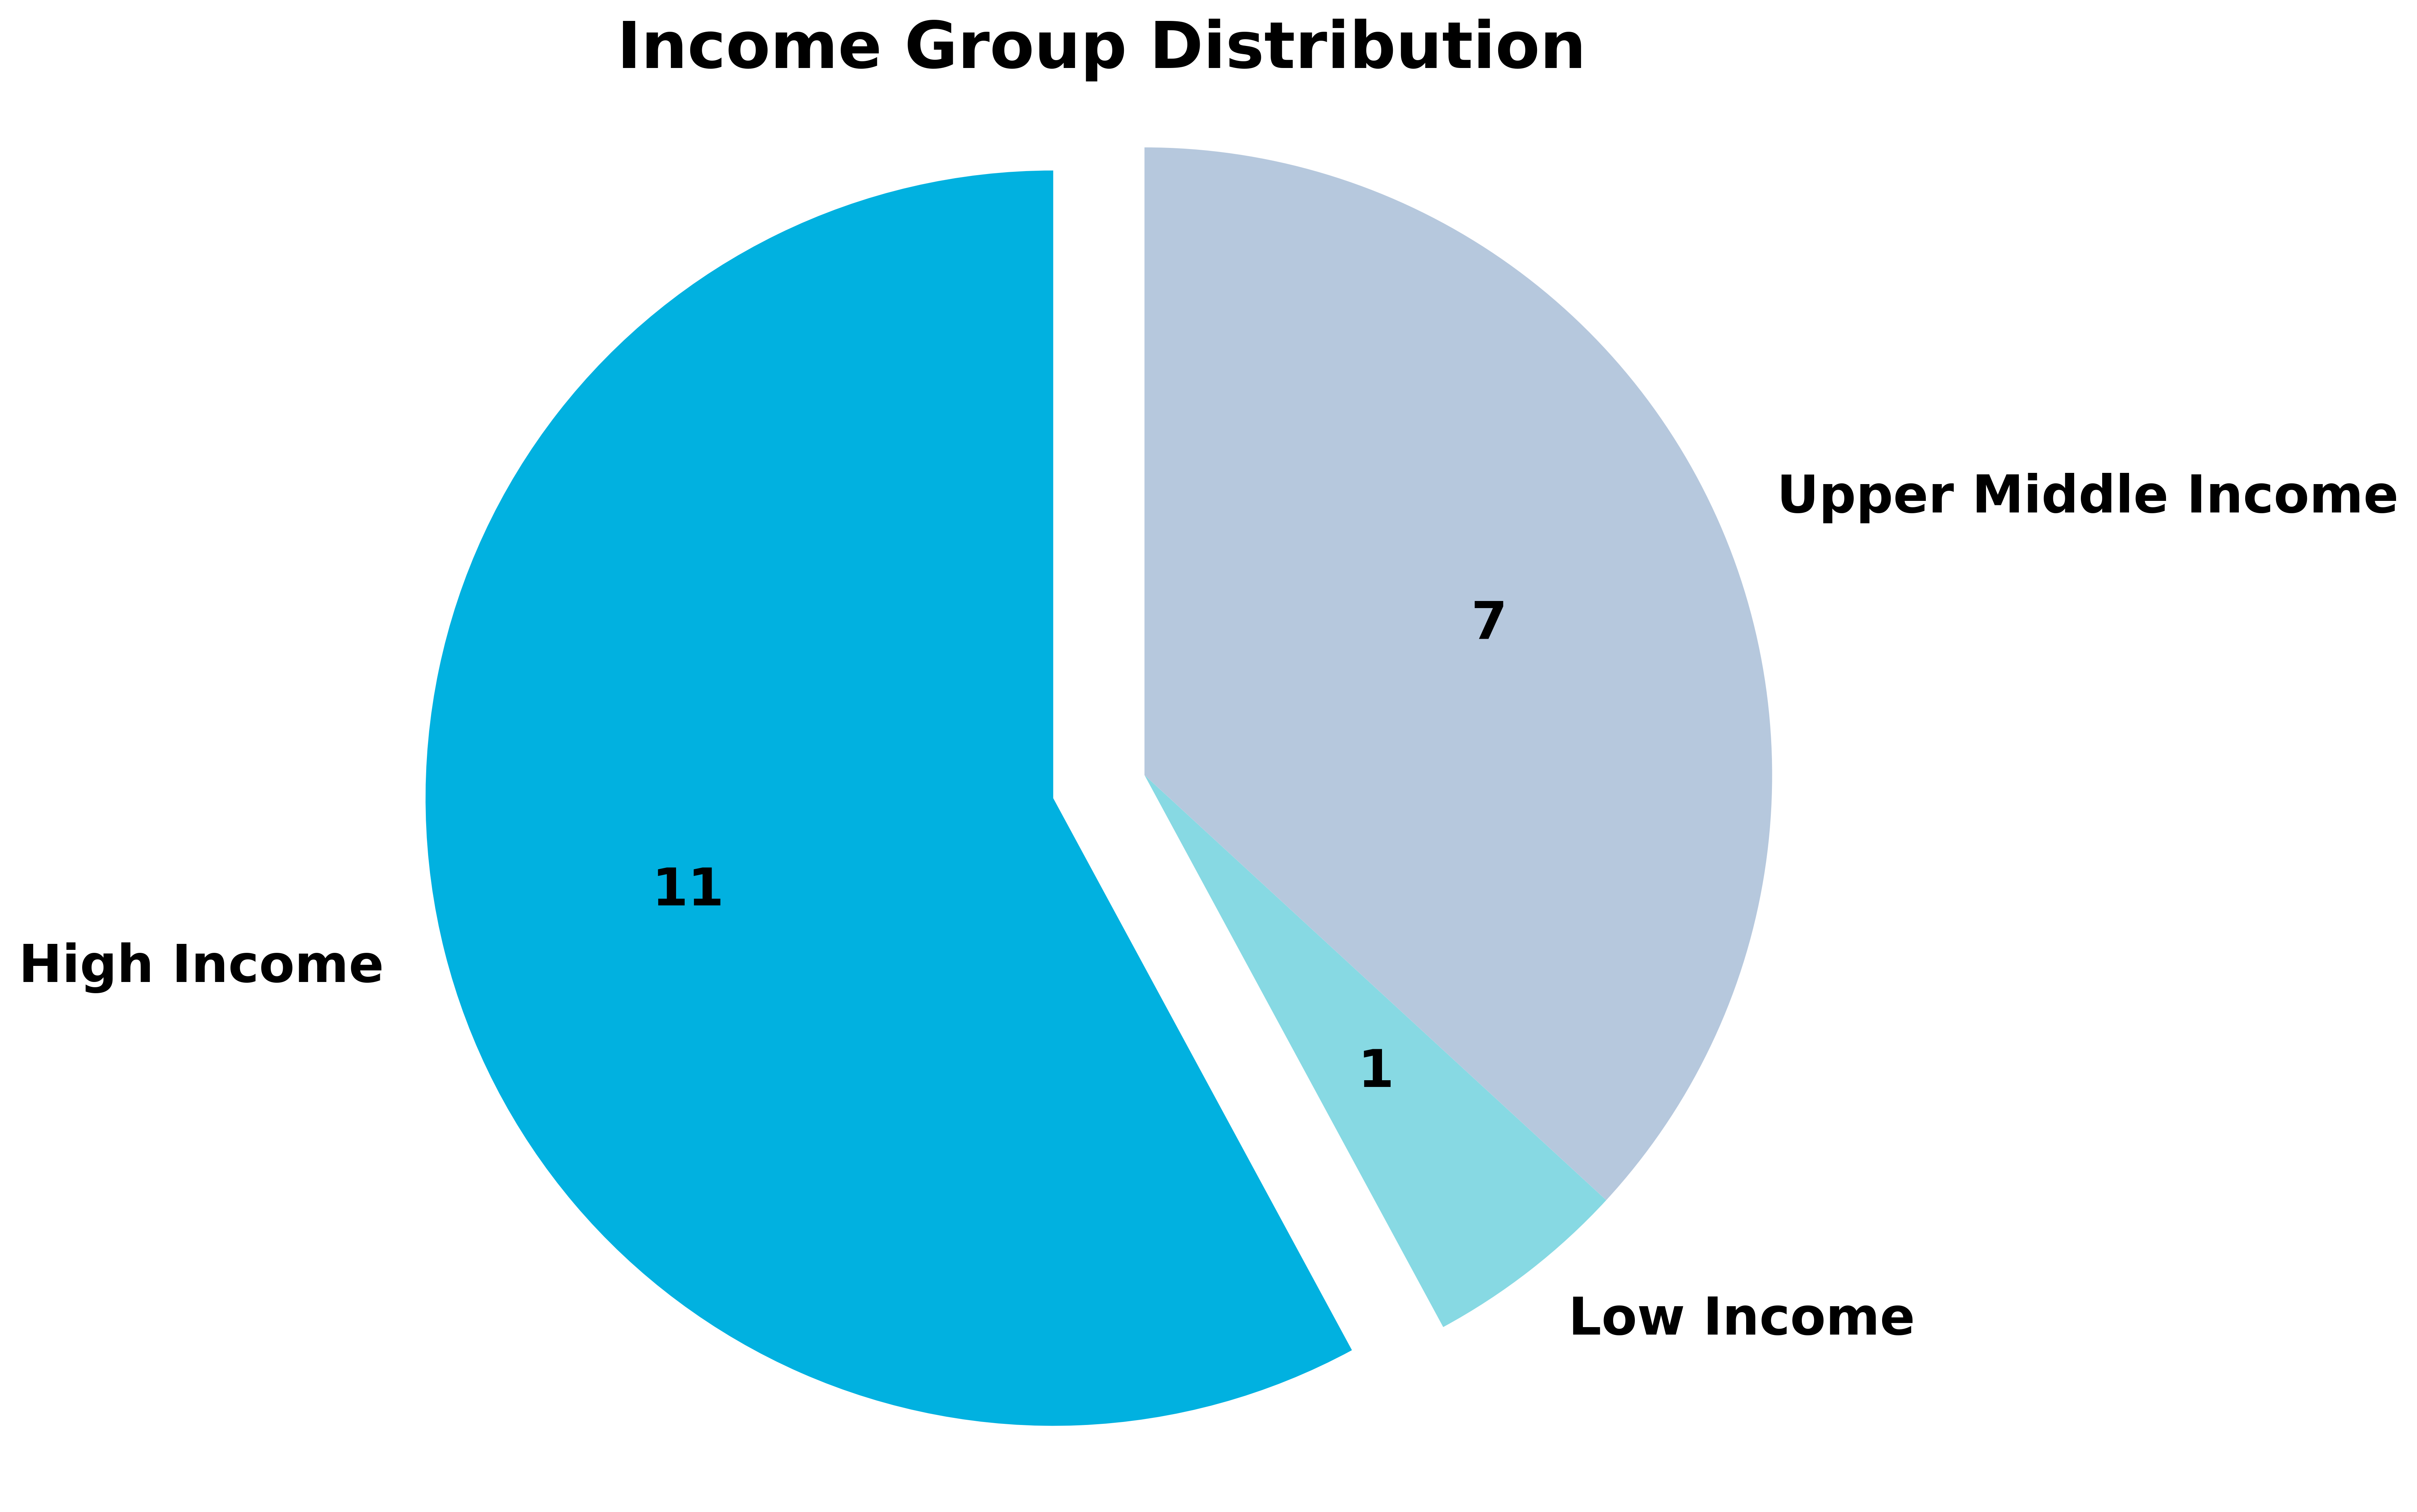 Income Group Distribution
Upper Middle Income
7
11
High Income
1
Low Income